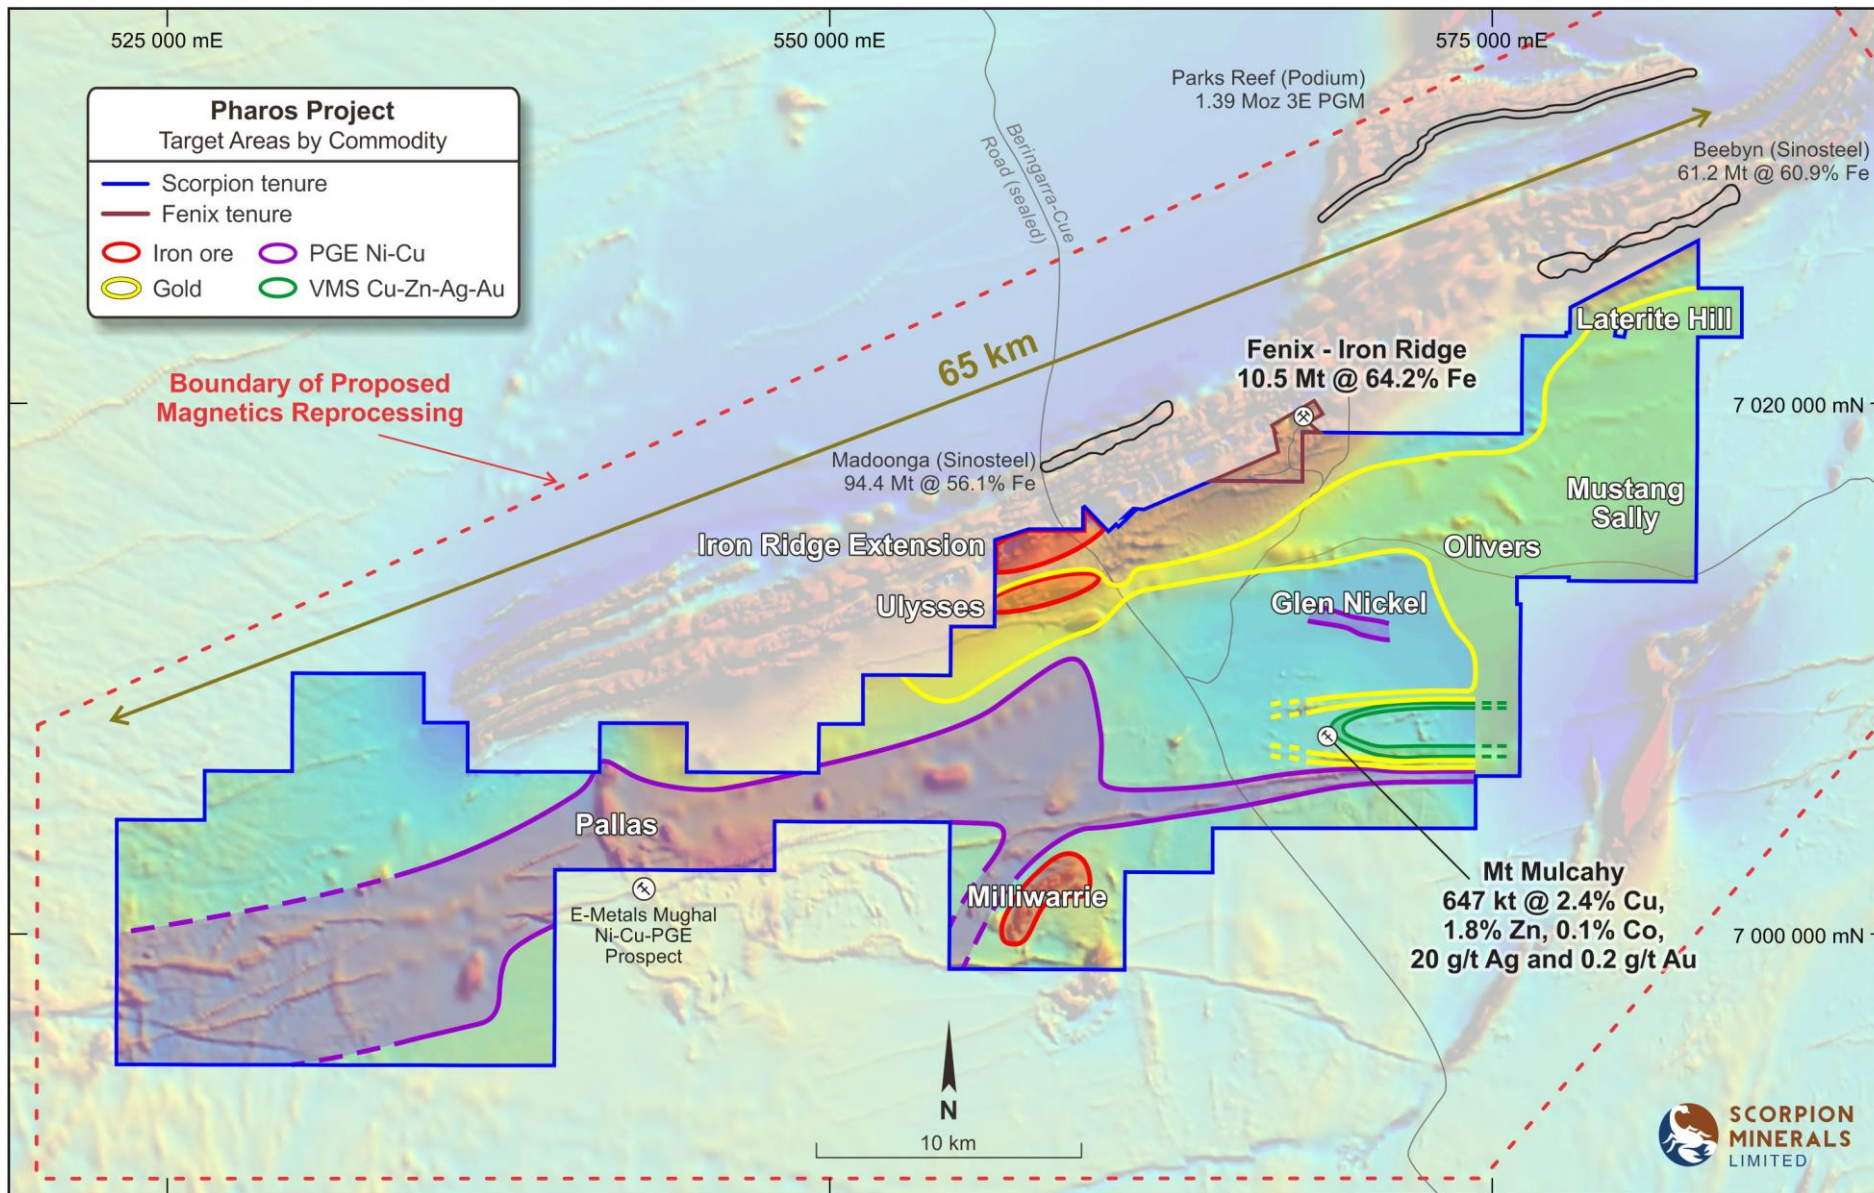 525 000 mE
550 000 mE
575 000 mE
Pharos Project
Target Areas by Commodity
Scorpion tenure
Fenix tenure
Iron ore
PGE Ni-Cu
Gold
VMS Cu-Zn-Ag-Au
Parks Reef (Podium)
1.39 Moz 3E PGM
Beringarra-Cue
Road (sealed)
Beebyn (Sinosteel)
61.2 Mt @ 60.9% Fe
Laterite Hill
65 km
Fenix - Iron Ridge
10.5 Mt @ 64.2% Fe
Boundary of Proposed
Magnetics Reprocessing
7 020 000 mN
Madoonga (Sinosteel)
94.4 Mt @ 56.1% Fe
Mustang
Sally
Iron Ridge Extension
Olivers
Ulysses
Glen Nickel
Pallas
Mt Mulcahy
647 kt @ 2.4% Cu,
1.8% Zn, 0.1% Co,
20 g/t Ag and 0.2 g/t Au
Milliwarrie
E-Metals Mughal
Ni-Cu-PGE
Prospect
7 000 000 mN
N
10 km
SCORPION
MINERALS
LIMITED